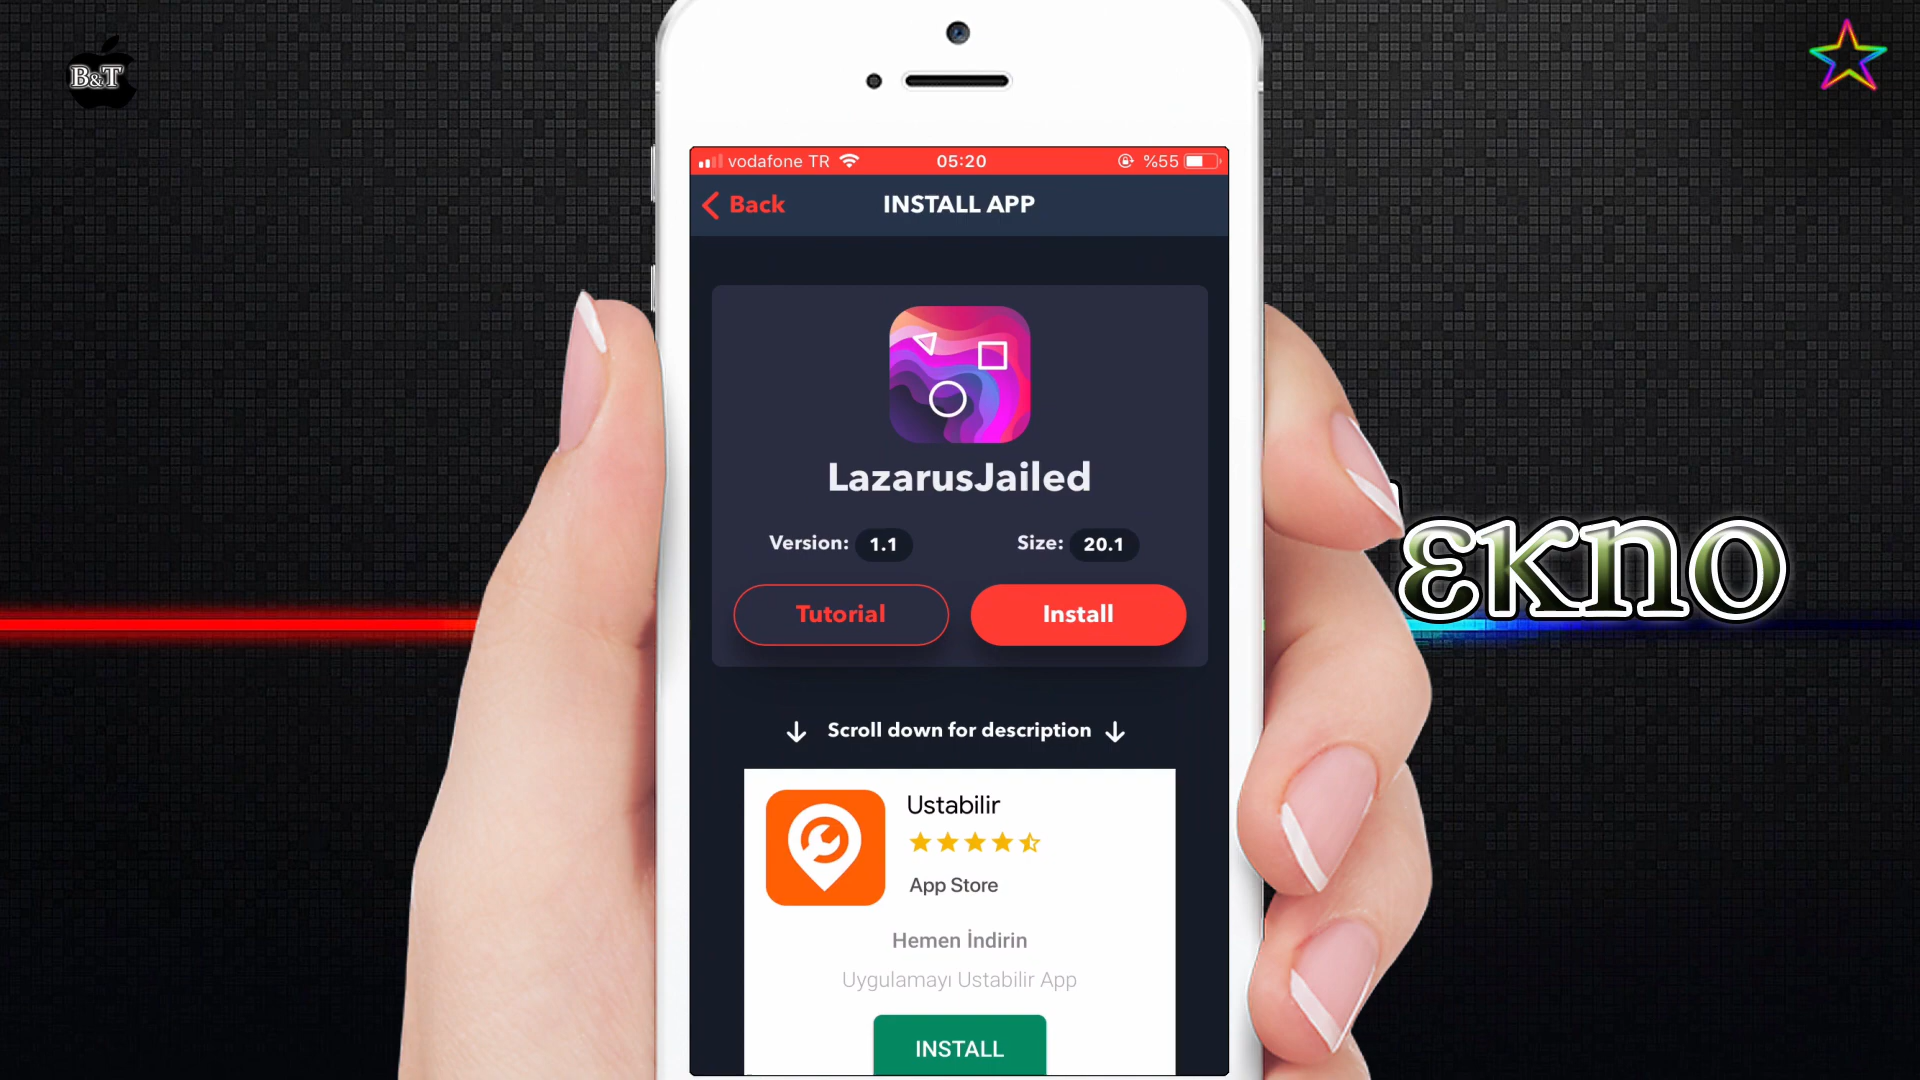 B&T
vodafone TR
05:20
%55
Back
INSTALL APP
LazarusJailed
Version: 1.1
Size: 20.1
Tutorial
Install
Scroll down for description
Ustabilir
App Store
Hemen İndirin
Uygulamayı Ustabilir App
INSTALL